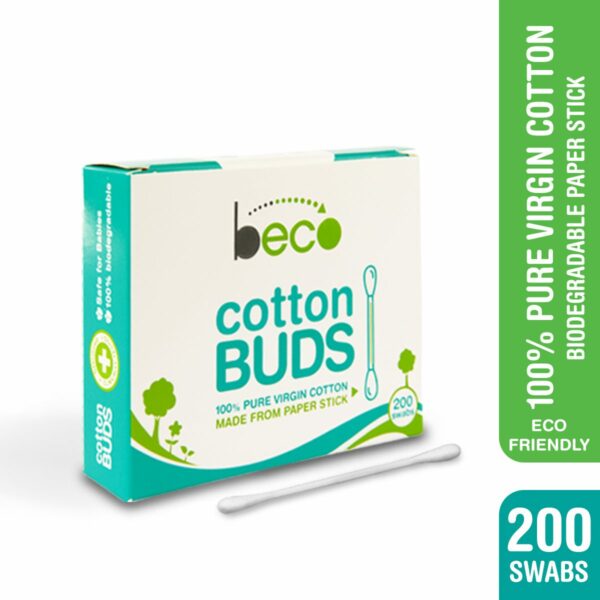 beco
cotton
BUDS
100% PURE VIRGIN COTTON
MADE FROM PAPER STICK
200
SWABS
Safe for Babies
100% biodegradable
cotton
BUDS
100% PURE VIRGIN COTTON
BIODEGRADABLE PAPER STICK
ECO
FRIENDLY
200
SWABS